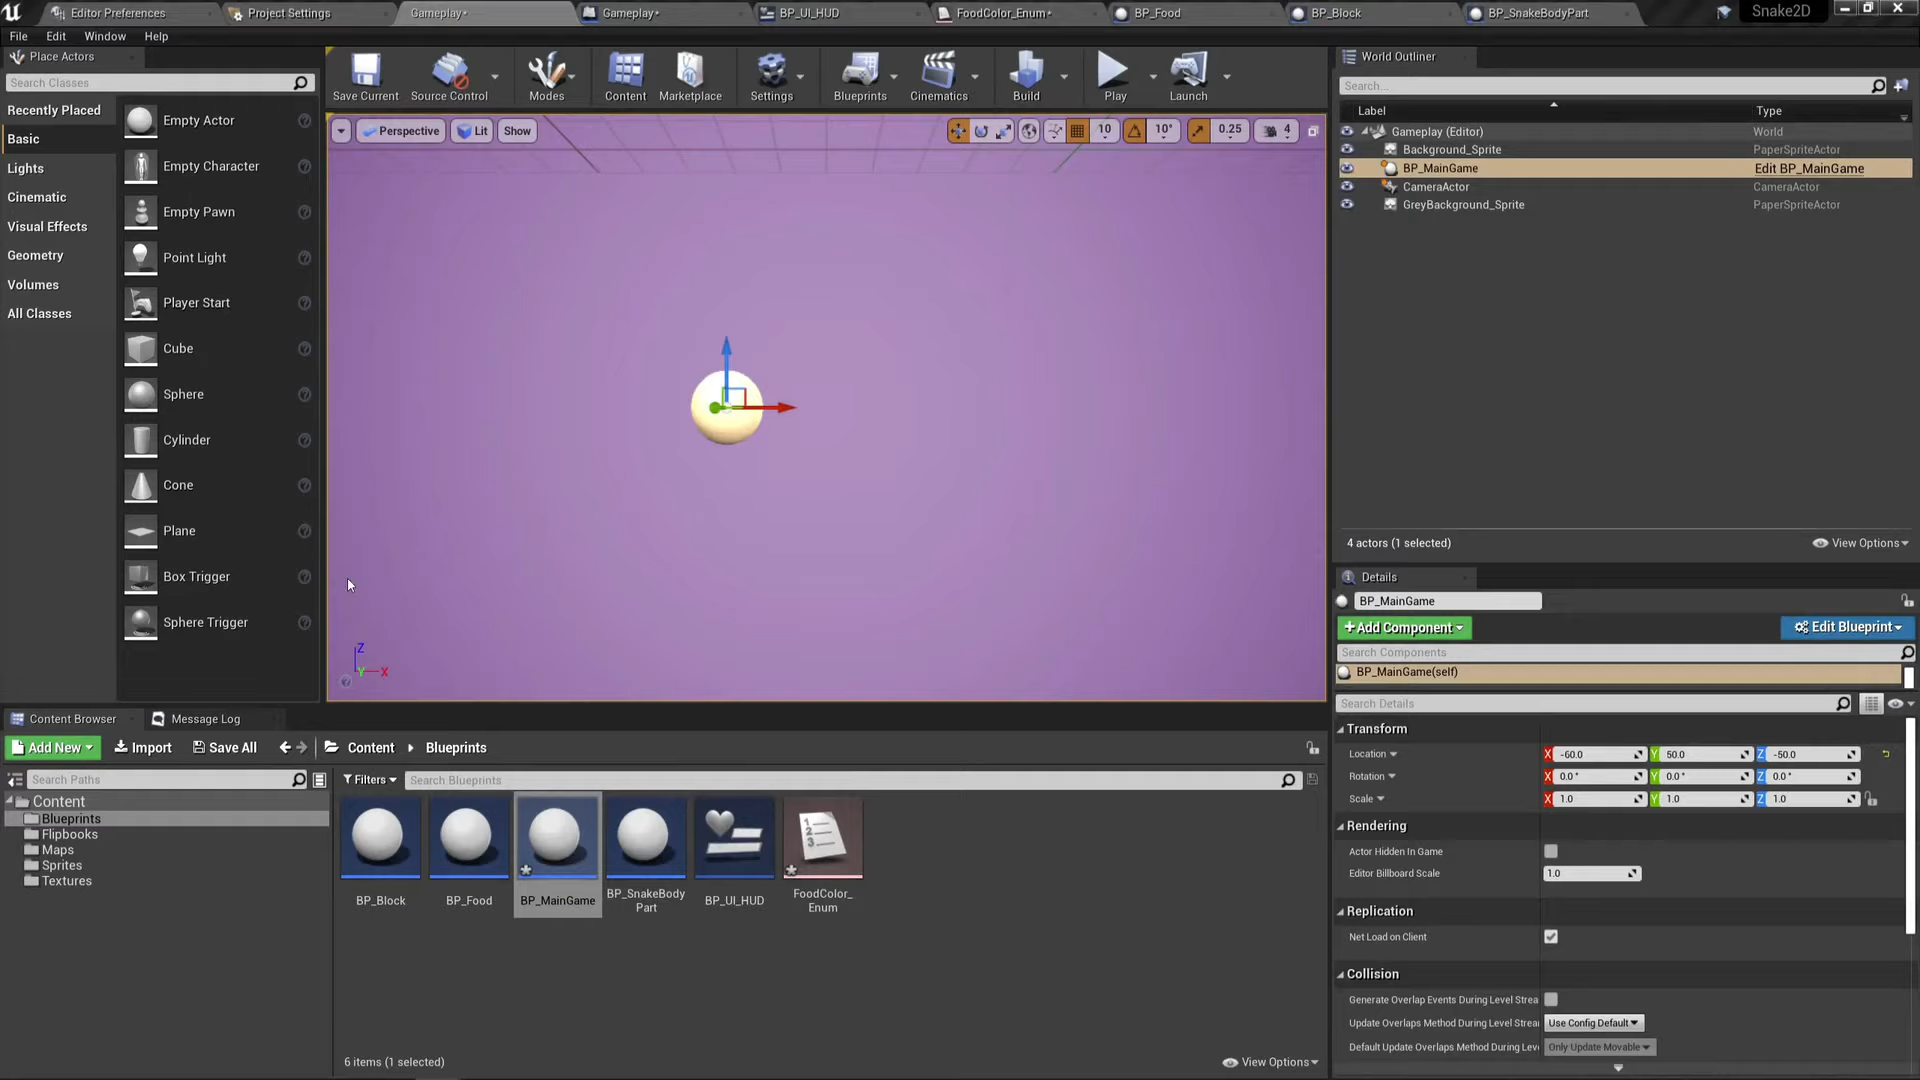 Editor Preferences
Project Settings
Gameplay*
Gameplay*
BP_UI_HUD
FoodColor_Enum*
BP_Food
BP_Block
BP_SnakeBodyPart
Snake2D
File Edit Window Help
Place Actors
Search Classes
Recently Placed
Basic
Lights
Cinematic
Visual Effects
Geometry
Volumes
All Classes
Empty Actor
Empty Character
Empty Pawn
Point Light
Player Start
Cube
Sphere
Cylinder
Cone
Plane
Box Trigger
Sphere Trigger
Save Current
Source Control
Modes
Content
Marketplace
Settings
Blueprints
Cinematics
Build
Play
Launch
Perspective
Lit
Show
10
10°
0.25
4
Z
Y
X
World Outliner
Search...
Label Type
Gameplay (Editor) World
Background_Sprite PaperSpriteActor
BP_MainGame Edit BP_MainGame
CameraActor CameraActor
GreyBackground_Sprite PaperSpriteActor
4 actors (1 selected)
View Options
Details
BP_MainGame
+Add Component
Edit Blueprint
Search Components
BP_MainGame(self)
Search Details
Transform
Location X -60.0 Y 50.0 Z -50.0
Rotation X 0.0° Y 0.0° Z 0.0°
Scale X 1.0 Y 1.0 Z 1.0
Rendering
Actor Hidden In Game
Editor Billboard Scale 1.0
Replication
Net Load on Client
Collision
Generate Overlap Events During Level Strea
Update Overlaps Method During Level Strea Use Config Default
Default Update Overlaps Method During Leve Only Update Movable
Content Browser
Message Log
Add New
Import
Save All
Content
Blueprints
Search Paths
Filters
Search Blueprints
Content
Blueprints
Flipbooks
Maps
Sprites
Textures
BP_Block
BP_Food
BP_MainGame
BP_SnakeBody
Part
BP_UI_HUD
FoodColor_
Enum
6 items (1 selected)
View Options